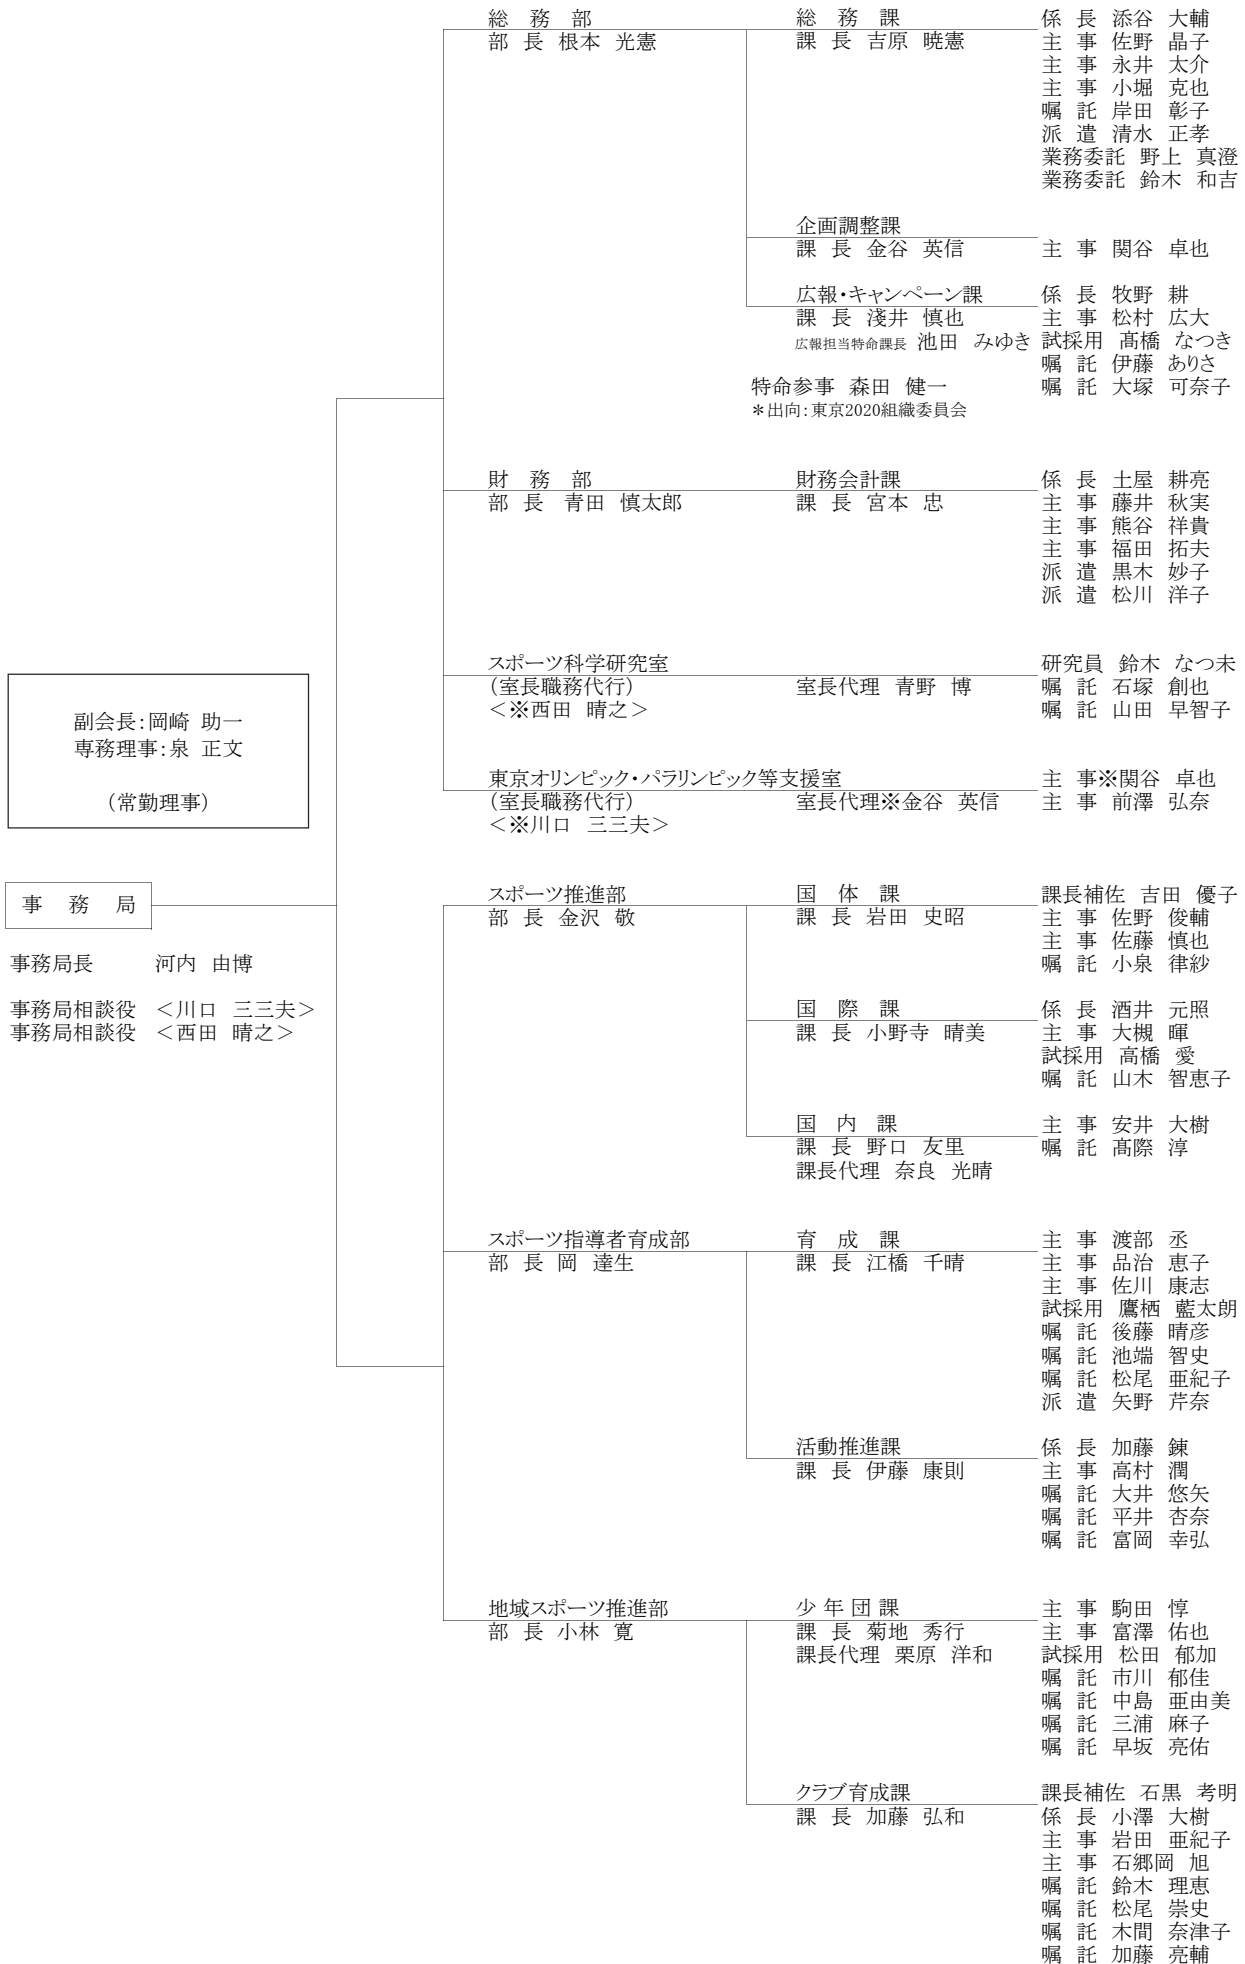 副会長：岡崎 助一
専務理事：泉 正文
（常勤理事）
事 務 局
事務局長 河内 由博
事務局相談役 ＜川口 三三夫＞
事務局相談役 ＜西田 晴之＞
総 務 部
部 長 根本 光憲
総 務 課
課 長 吉原 暁憲
係 長 添谷 大輔
主 事 佐野 晶子
主 事 永井 太介
主 事 小堀 克也
嘱 託 岸田 彰子
派 遣 清水 正孝
業務委託 野上 真澄
業務委託 鈴木 和吉
企画調整課
課 長 金谷 英信
主 事 関谷 卓也
広報・キャンペーン課
課 長 淺井 慎也
広報担当特命課長 池田 みゆき
係 長 牧野 耕
主 事 松村 広大
試採用 髙橋 なつき
嘱 託 伊藤 ありさ
嘱 託 大塚 可奈子
特命参事 森田 健一
＊出向：東京2020組織委員会
財 務 部
部 長 青田 慎太郎
財務会計課
課 長 宮本 忠
係 長 土屋 耕亮
主 事 藤井 秋実
主 事 熊谷 祥貴
主 事 福田 拓夫
派 遣 黒木 妙子
派 遣 松川 洋子
スポーツ科学研究室
（室長職務代行）
＜※西田 晴之＞
室長代理 青野 博
研究員 鈴木 なつ未
嘱 託 石塚 創也
嘱 託 山田 早智子
東京オリンピック・パラリンピック等支援室
（室長職務代行）
＜※川口 三三夫＞
室長代理※金谷 英信
主 事※関谷 卓也
主 事 前澤 弘奈
スポーツ推進部
部 長 金沢 敬
国 体 課
課 長 岩田 史昭
課長補佐 吉田 優子
主 事 佐野 俊輔
主 事 佐藤 慎也
嘱 託 小泉 律紗
国 際 課
課 長 小野寺 晴美
係 長 酒井 元照
主 事 大槻 暉
試採用 高橋 愛
嘱 託 山木 智恵子
国 内 課
課 長 野口 友里
課長代理 奈良 光晴
主 事 安井 大樹
嘱 託 髙際 淳
スポーツ指導者育成部
部 長 岡 達生
育 成 課
課 長 江橋 千晴
主 事 渡部 丞
主 事 品治 恵子
主 事 佐川 康志
試採用 鷹栖 藍太朗
嘱 託 後藤 晴彦
嘱 託 池端 智史
嘱 託 松尾 亜紀子
派 遣 矢野 芹奈
活動推進課
課 長 伊藤 康則
係 長 加藤 錬
主 事 高村 潤
嘱 託 大井 悠矢
嘱 託 平井 杏奈
嘱 託 富岡 幸弘
地域スポーツ推進部
部 長 小林 寛
少 年 団 課
課 長 菊地 秀行
課長代理 栗原 洋和
主 事 駒田 惇
主 事 富澤 佑也
試採用 松田 郁加
嘱 託 市川 郁佳
嘱 託 中島 亜由美
嘱 託 三浦 麻子
嘱 託 早坂 亮佑
クラブ育成課
課 長 加藤 弘和
課長補佐 石黒 考明
係 長 小澤 大樹
主 事 岩田 亜紀子
主 事 石郷岡 旭
嘱 託 鈴木 理恵
嘱 託 松尾 崇史
嘱 託 木間 奈津子
嘱 託 加藤 亮輔